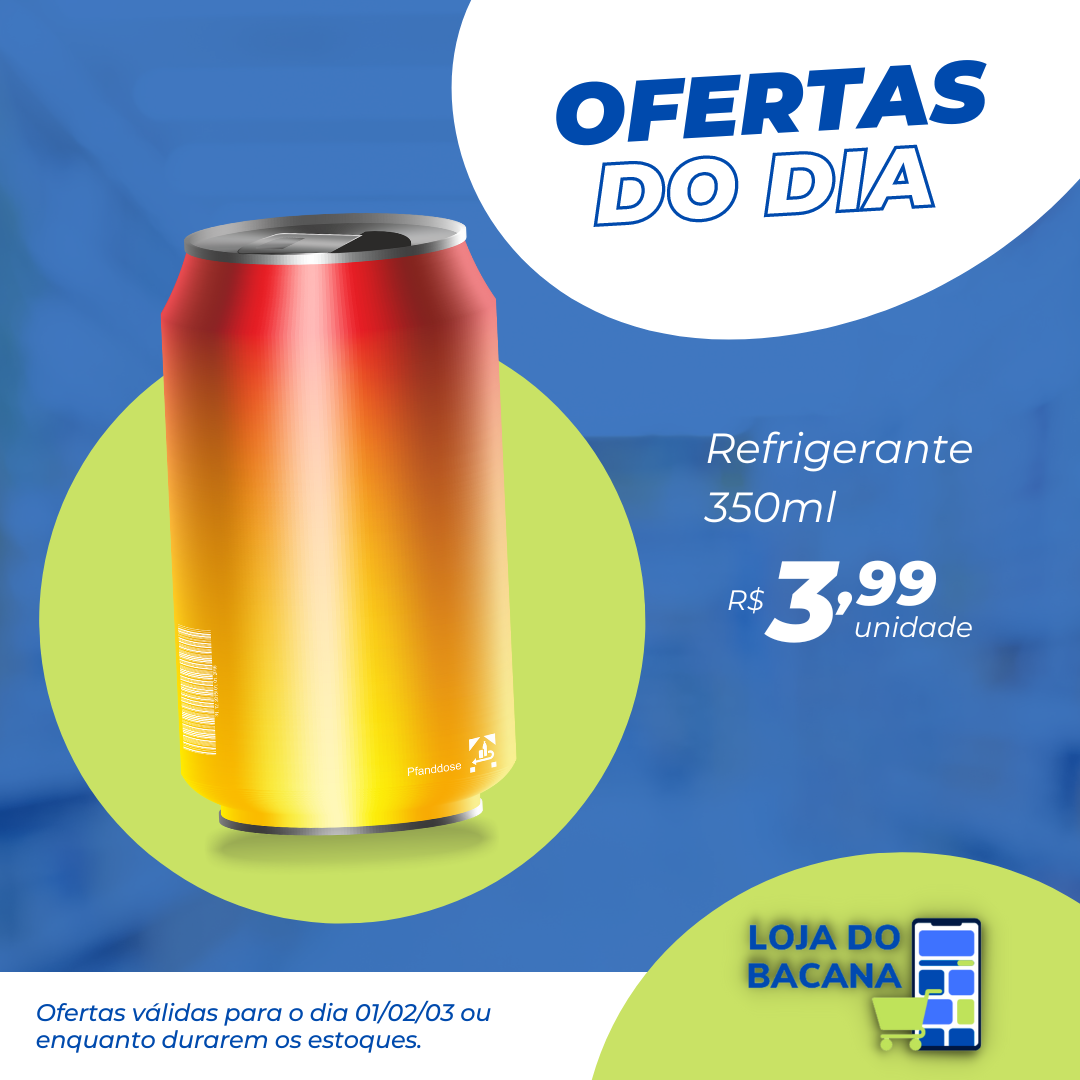 OFERTAS
DO DIA
Refrigerante
350ml
R$ 3,99
unidade
Pfanddose
LOJA DO
BACANA
Ofertas válidas para o dia 01/02/03 ou
enquanto durarem os estoques.